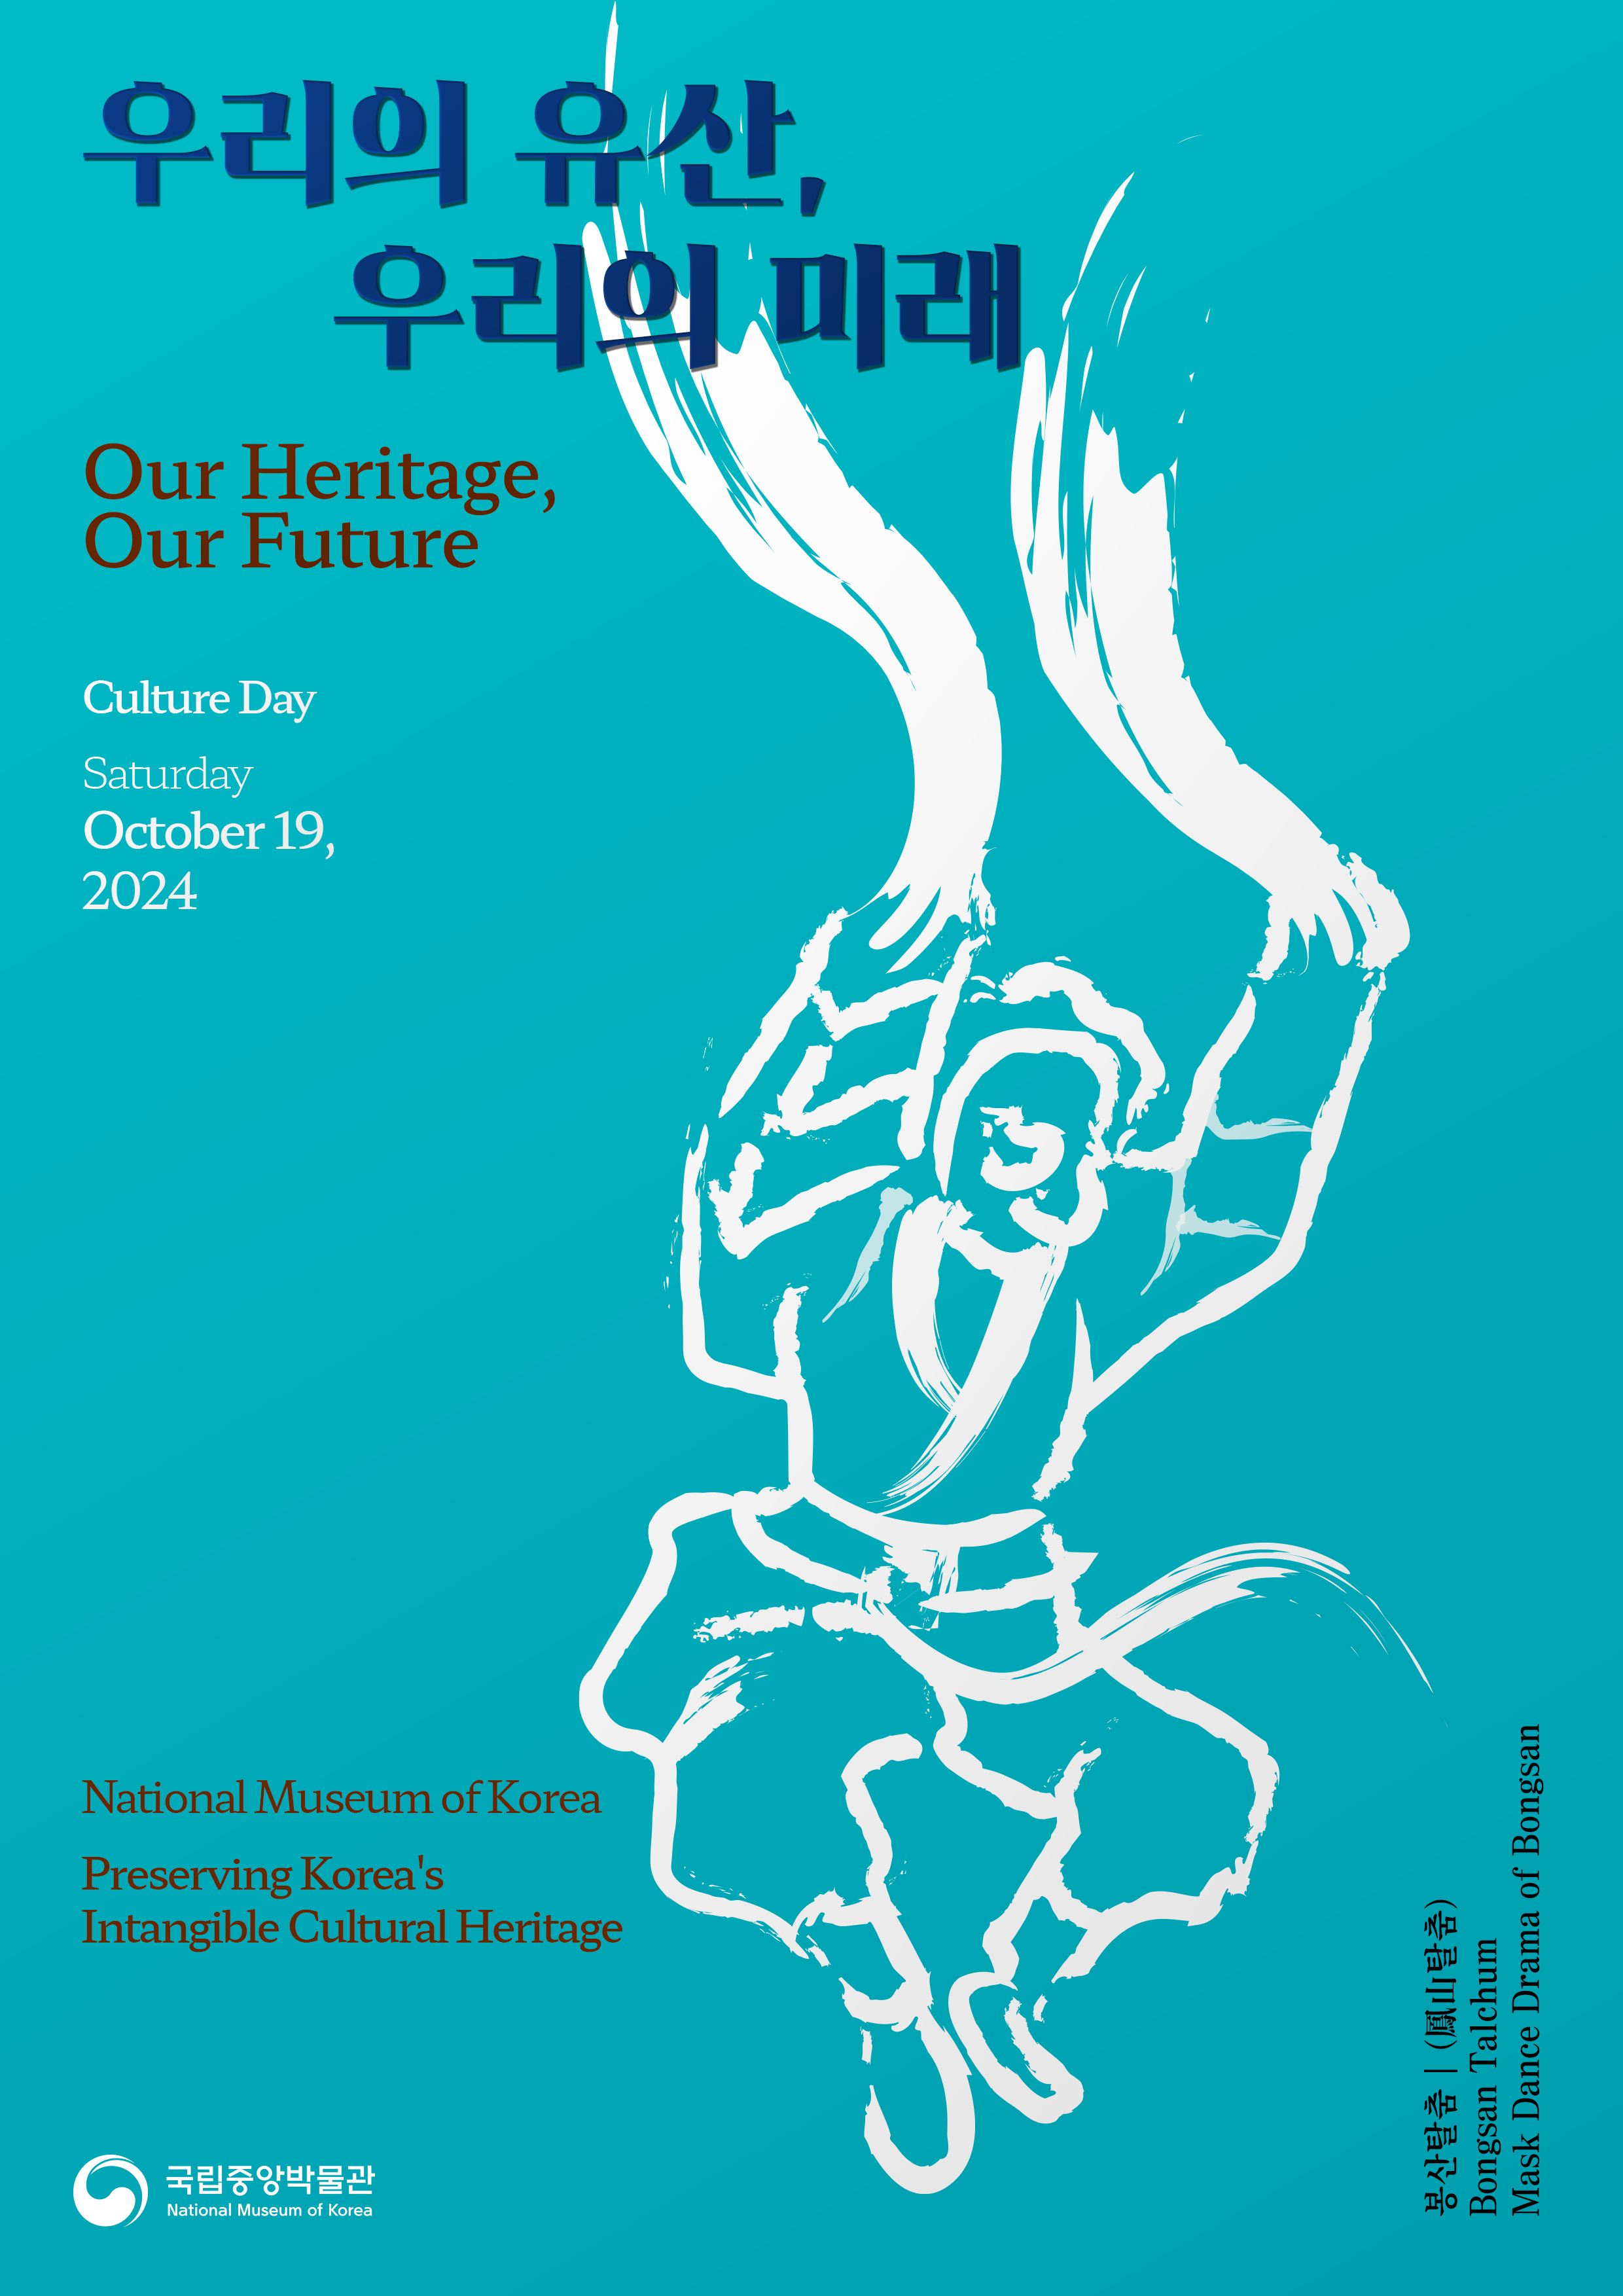 우리의 유산,
우리의 미래
Our Heritage,
Our Future
Culture Day
Saturday
October 19,
2024
National Museum of Korea
Preserving Korea's
Intangible Cultural Heritage
국립중앙박물관
National Museum of Korea
봉산탈춤 | (鳳山탈춤)
Bongsan Talchum
Mask Dance Drama of Bongsan